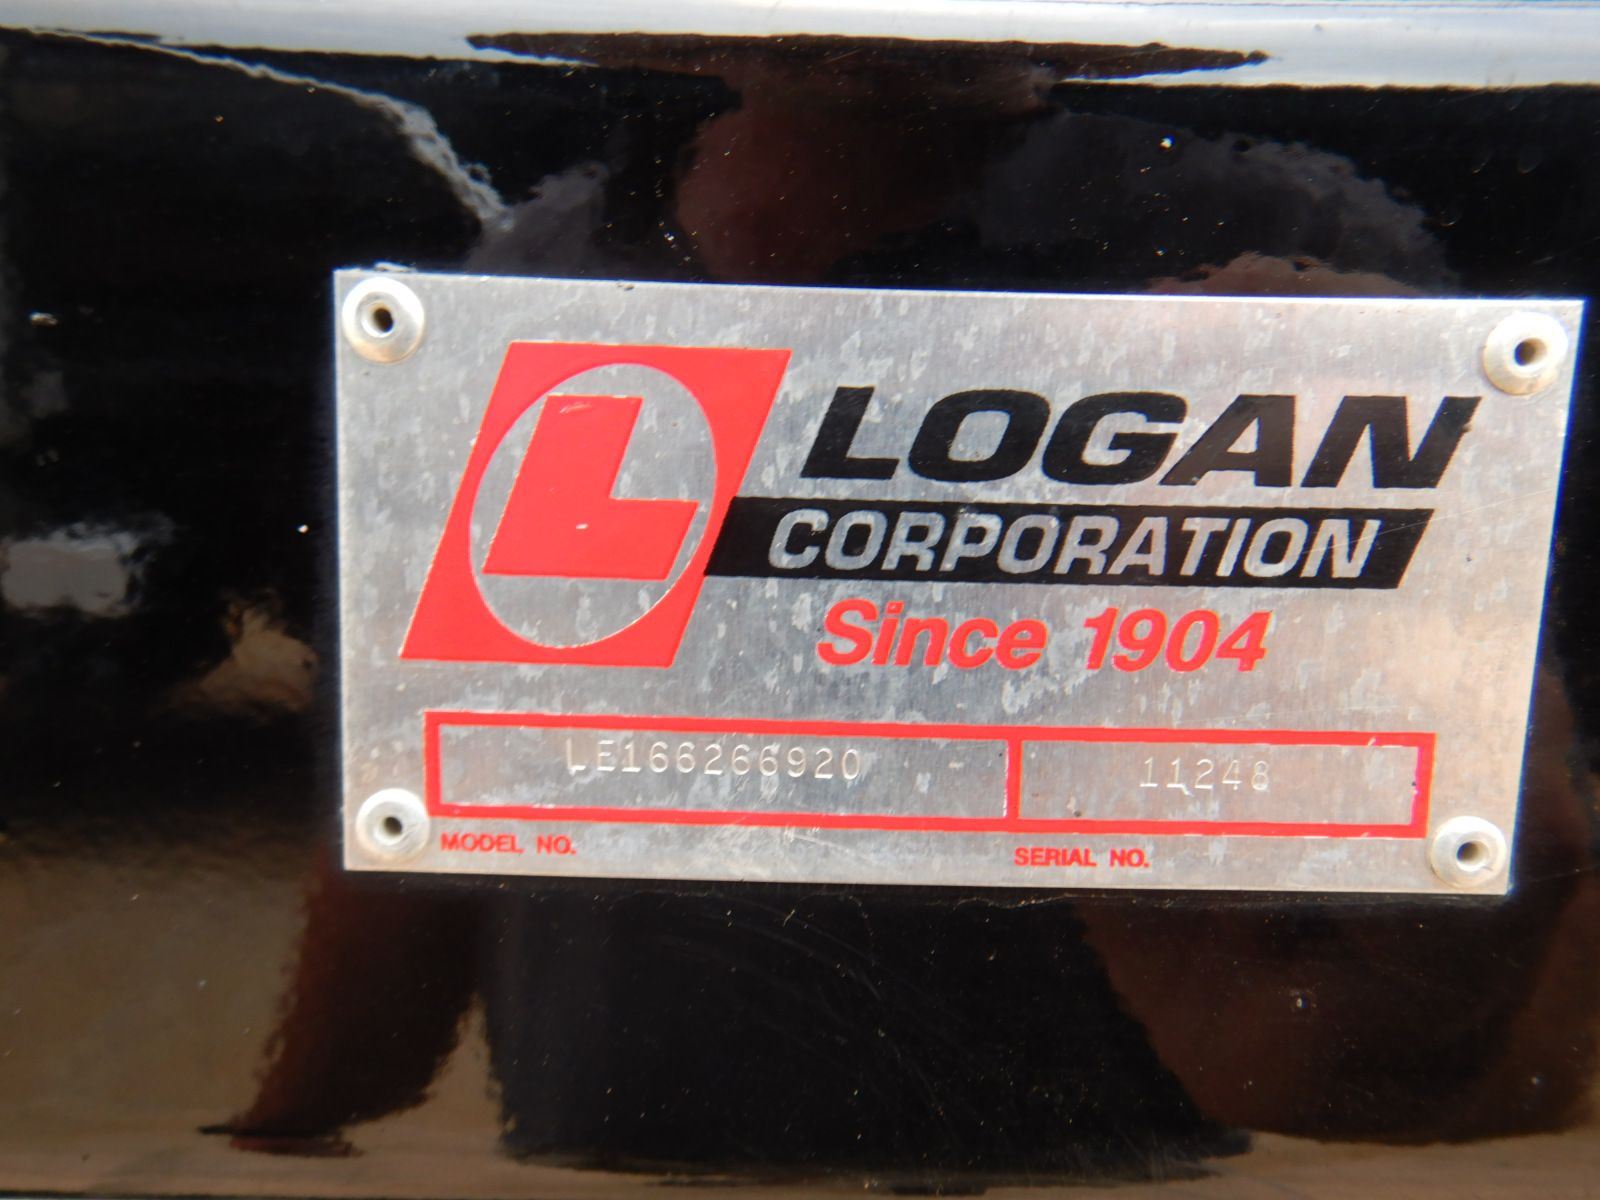 L
LOGAN
CORPORATION
Since 1904
LE166266920
11248
MODEL NO.
SERIAL NO.